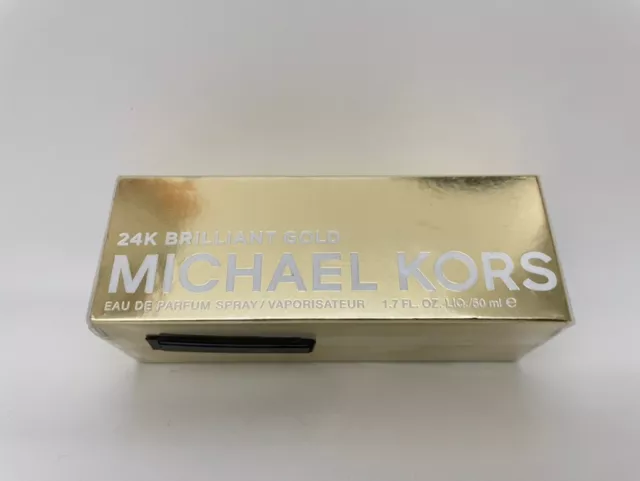 24K BRILLIANT GOLD
MICHAEL KORS
EAU DE PARFUM SPRAY / VAPORISATEUR 1.7 FL. OZ. LIQ./50 ml ℮